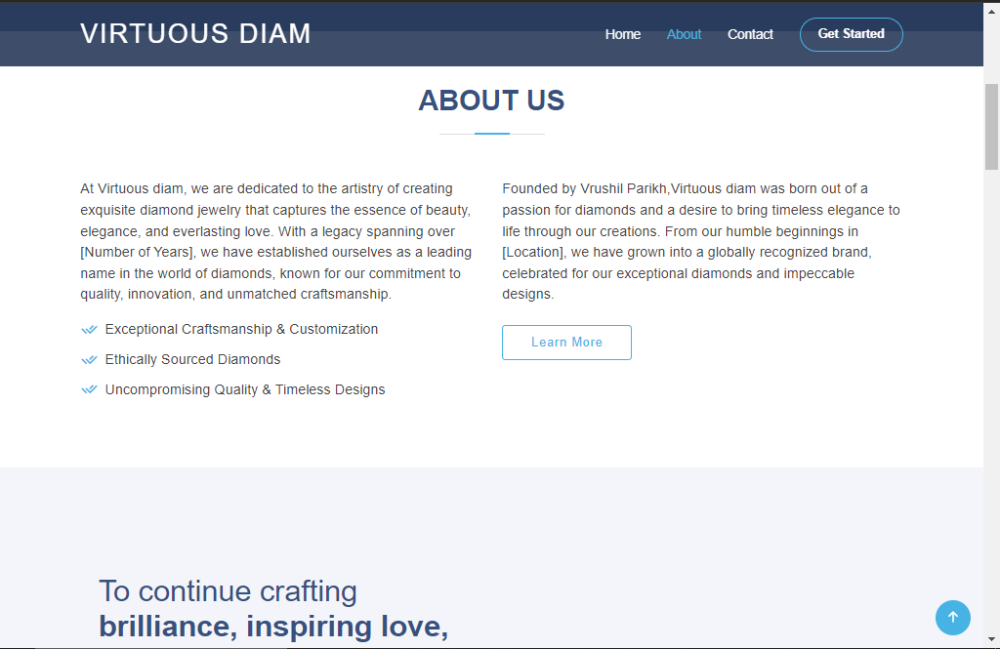 VIRTUOUS DIAM
Home About Contact Get Started
ABOUT US
At Virtuous diam, we are dedicated to the artistry of creating
exquisite diamond jewelry that captures the essence of beauty,
elegance, and everlasting love. With a legacy spanning over
[Number of Years], we have established ourselves as a leading
name in the world of diamonds, known for our commitment to
quality, innovation, and unmatched craftsmanship.
Exceptional Craftsmanship & Customization
Ethically Sourced Diamonds
Uncompromising Quality & Timeless Designs
Founded by Vrushil Parikh,Virtuous diam was born out of a
passion for diamonds and a desire to bring timeless elegance to
life through our creations. From our humble beginnings in
[Location], we have grown into a globally recognized brand,
celebrated for our exceptional diamonds and impeccable
designs.
Learn More
To continue crafting
brilliance, inspiring love,